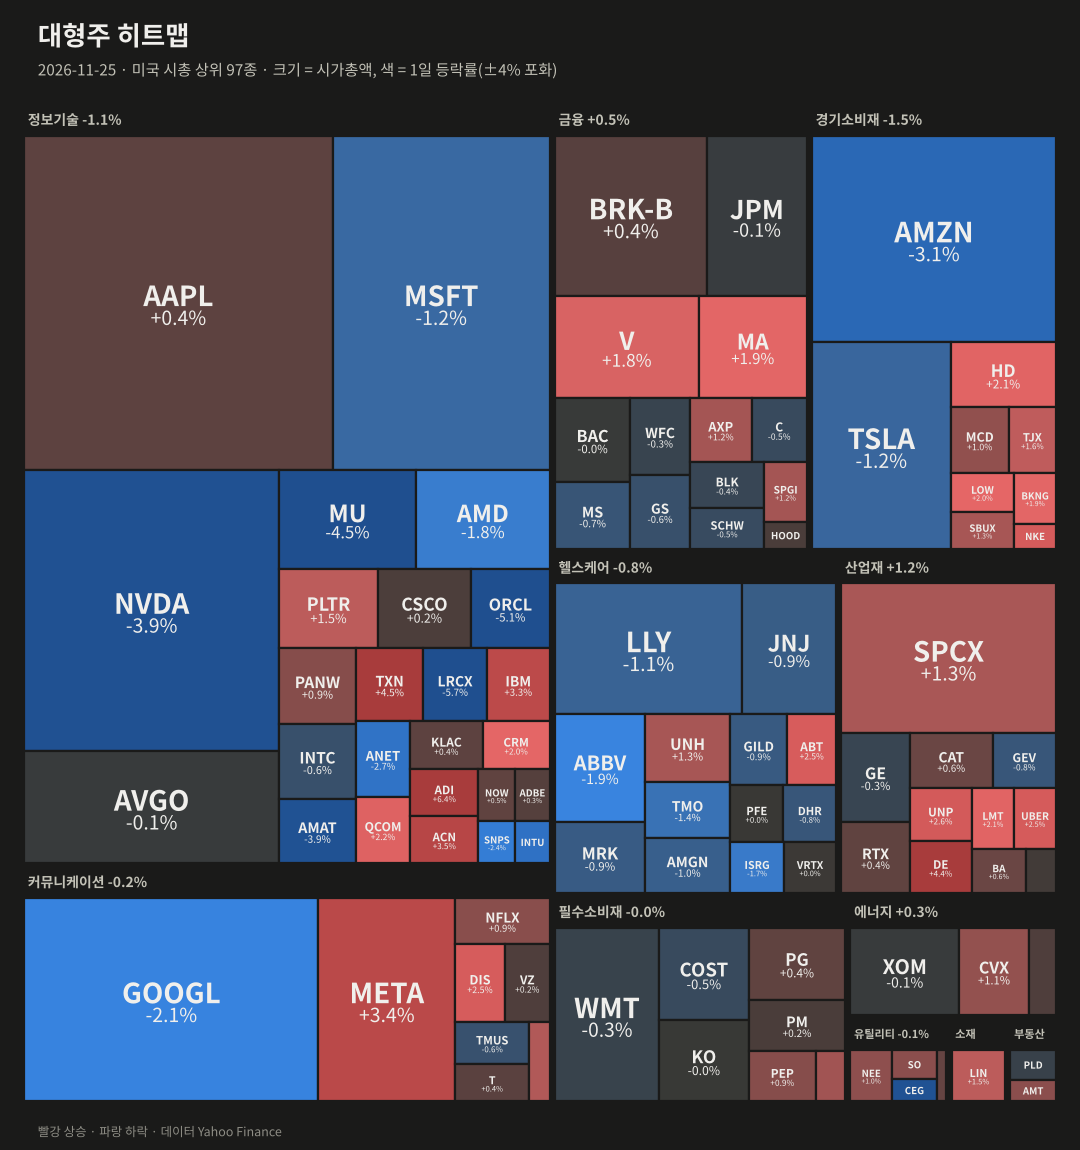 대형주 히트맵
2026-11-25 · 미국 시총 상위 97종 · 크기 = 시가총액, 색 = 1일 등락률(±4% 포화)
정보기술 -1.1%
AAPL
+0.4%
MSFT
-1.2%
NVDA
-3.9%
AVGO
-0.1%
MU
-4.5%
AMD
-1.8%
PLTR
+1.5%
CSCO
+0.2%
ORCL
-5.1%
PANW
+0.9%
TXN
+4.5%
LRCX
-5.7%
IBM
+3.3%
INTC
-0.6%
ANET
-2.7%
KLAC
+0.4%
CRM
+2.0%
AMAT
-3.9%
QCOM
+2.2%
ADI
+6.4%
NOW
+0.5%
ADBE
+0.3%
ACN
+3.5%
SNPS
-2.4%
INTU
커뮤니케이션 -0.2%
GOOGL
-2.1%
META
+3.4%
NFLX
+0.9%
DIS
+2.5%
VZ
+0.2%
TMUS
-0.6%
T
+0.4%
금융 +0.5%
BRK-B
+0.4%
JPM
-0.1%
V
+1.8%
MA
+1.9%
BAC
-0.0%
WFC
-0.3%
AXP
+1.2%
C
-0.5%
MS
-0.7%
GS
-0.6%
BLK
-0.4%
SPGI
+1.2%
SCHW
-0.5%
HOOD
경기소비재 -1.5%
AMZN
-3.1%
TSLA
-1.2%
HD
+2.1%
MCD
+1.0%
TJX
+1.6%
LOW
+2.0%
BKNG
+1.9%
SBUX
+1.3%
NKE
헬스케어 -0.8%
LLY
-1.1%
JNJ
-0.9%
ABBV
-1.9%
UNH
+1.3%
GILD
-0.9%
ABT
+2.5%
TMO
-1.4%
PFE
+0.0%
DHR
-0.8%
MRK
-0.9%
AMGN
-1.0%
ISRG
-1.7%
VRTX
+0.0%
산업재 +1.2%
SPCX
+1.3%
GE
-0.3%
CAT
+0.6%
GEV
-0.8%
UNP
+2.6%
LMT
+2.1%
UBER
+2.5%
RTX
+0.4%
DE
+4.4%
BA
+0.6%
필수소비재 -0.0%
WMT
-0.3%
COST
-0.5%
PG
+0.4%
KO
-0.0%
PM
+0.2%
PEP
+0.9%
에너지 +0.3%
XOM
-0.1%
CVX
+1.1%
유틸리티 -0.1%
NEE
+1.0%
SO
CEG
소재
LIN
+1.5%
부동산
PLD
AMT
빨강 상승 · 파랑 하락 · 데이터 Yahoo Finance